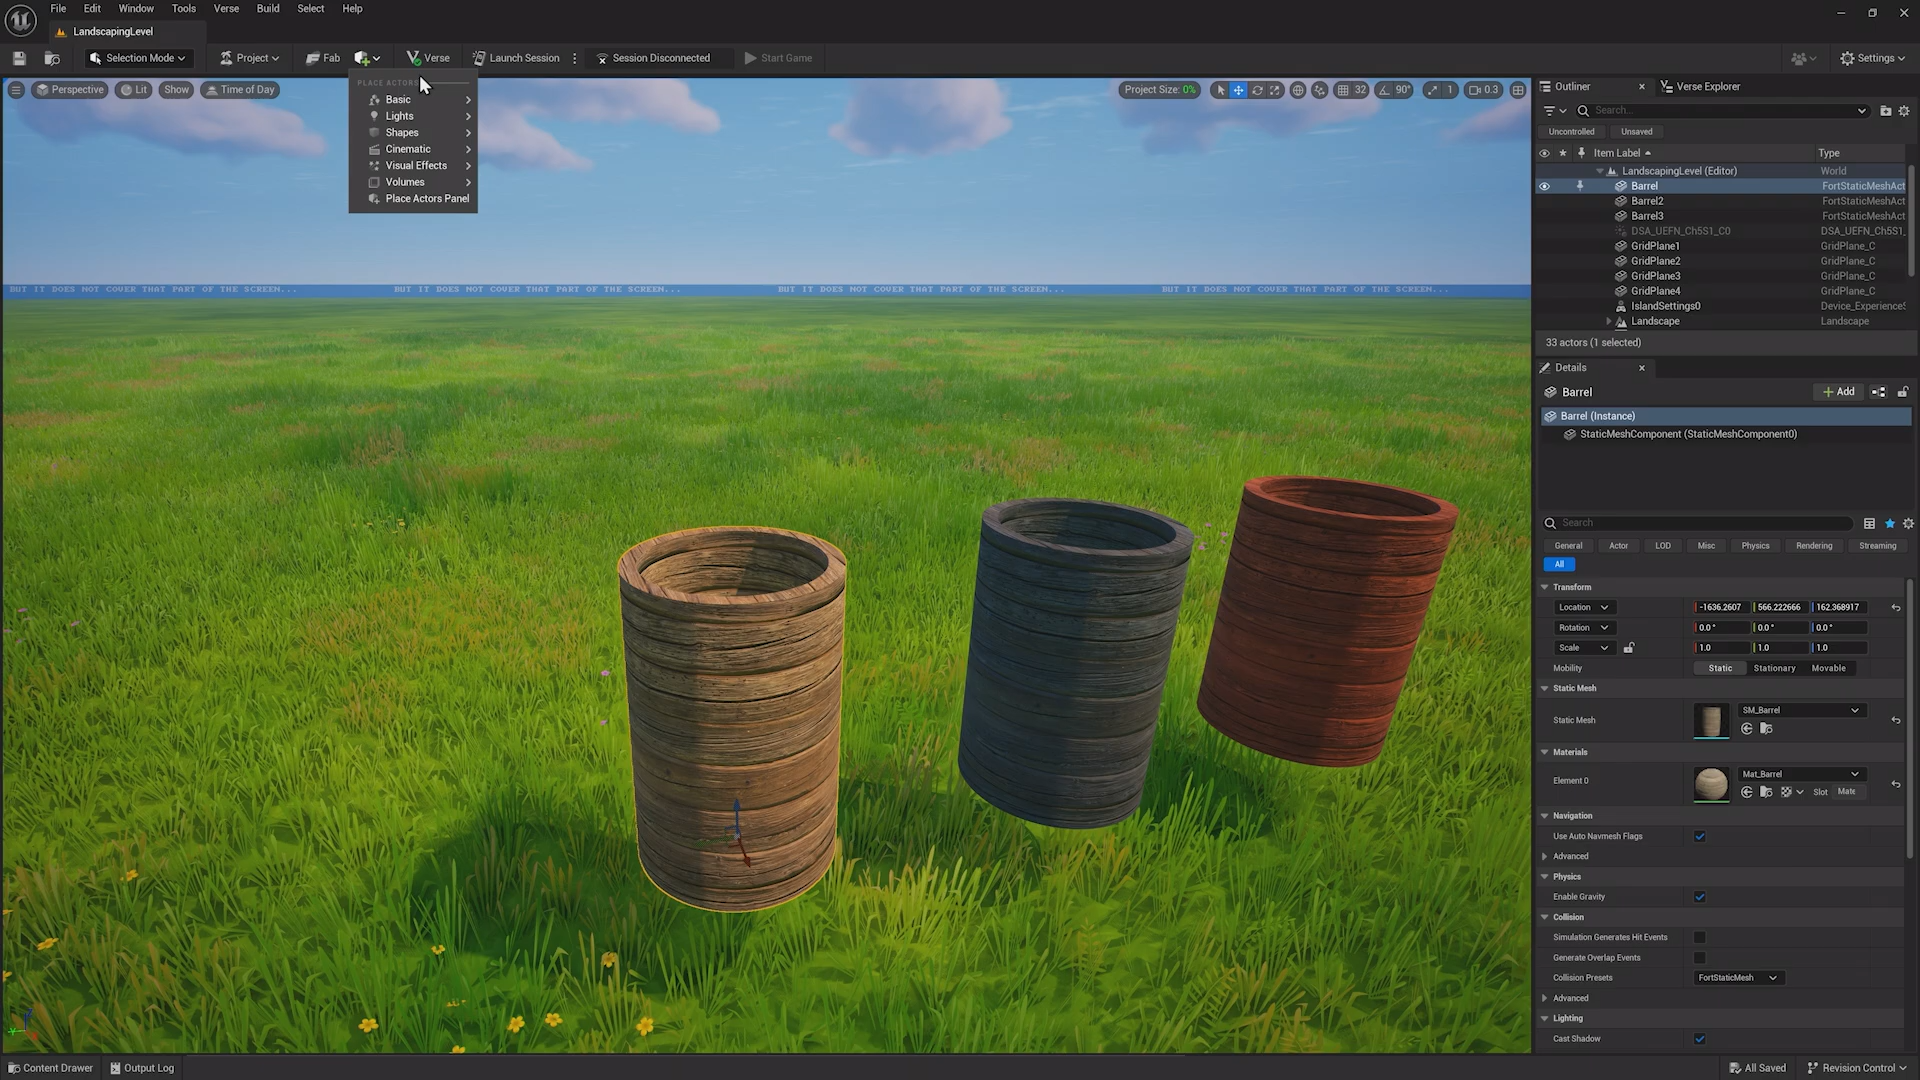 File Edit Window Tools Verse Build Select Help
LandscapingLevel
Selection Mode Project Fab Verse Launch Session Session Disconnected Start Game Settings
PLACE ACTORS
Basic
Lights
Shapes
Cinematic
Visual Effects
Volumes
Place Actors Panel
Perspective Lit Show Time of Day Project Size: 0% 32 90° 1 0.3
BUT IT DOES NOT COVER THAT PART OF THE SCREEN... BUT IT DOES NOT COVER THAT PART OF THE SCREEN... BUT IT DOES NOT COVER THAT PART OF THE SCREEN... BUT IT DOES NOT COVER THAT PART OF THE SCREEN...
Outliner Verse Explorer
Search...
Uncontrolled Unsaved
Item Label Type
LandscapingLevel (Editor) World
Barrel FortStaticMeshAct
Barrel2 FortStaticMeshAct
Barrel3 FortStaticMeshAct
DSA_UEFN_Ch5S1_C0 DSA_UEFN_Ch5S1_
GridPlane1 GridPlane_C
GridPlane2 GridPlane_C
GridPlane3 GridPlane_C
GridPlane4 GridPlane_C
IslandSettings0 Device_ExperienceS
Landscape Landscape
33 actors (1 selected)
Details
Barrel Add
Barrel (Instance)
StaticMeshComponent (StaticMeshComponent0)
Search
General Actor LOD Misc Physics Rendering Streaming
All
Transform
Location -1636.2607 566.222666 162.368917
Rotation 0.0° 0.0° 0.0°
Scale 1.0 1.0 1.0
Mobility Static Stationary Movable
Static Mesh
Static Mesh SM_Barrel
Materials
Element 0 Mat_Barrel
Slot Mate
Navigation
Use Auto Navmesh Flags
Advanced
Physics
Enable Gravity
Collision
Simulation Generates Hit Events
Generate Overlap Events
Collision Presets FortStaticMesh
Advanced
Lighting
Cast Shadow
Content Drawer Output Log All Saved Revision Control